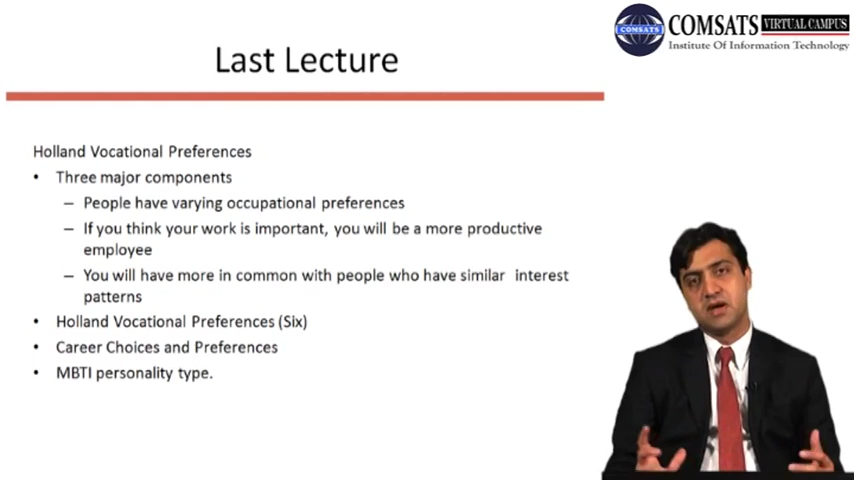 COMSATS VIRTUAL CAMPUS
Institute Of Information Technology
COMSATS
Last Lecture
Holland Vocational Preferences
• Three major components
– People have varying occupational preferences
– If you think your work is important, you will be a more productive
employee
– You will have more in common with people who have similar interest
patterns
• Holland Vocational Preferences (Six)
• Career Choices and Preferences
• MBTI personality type.